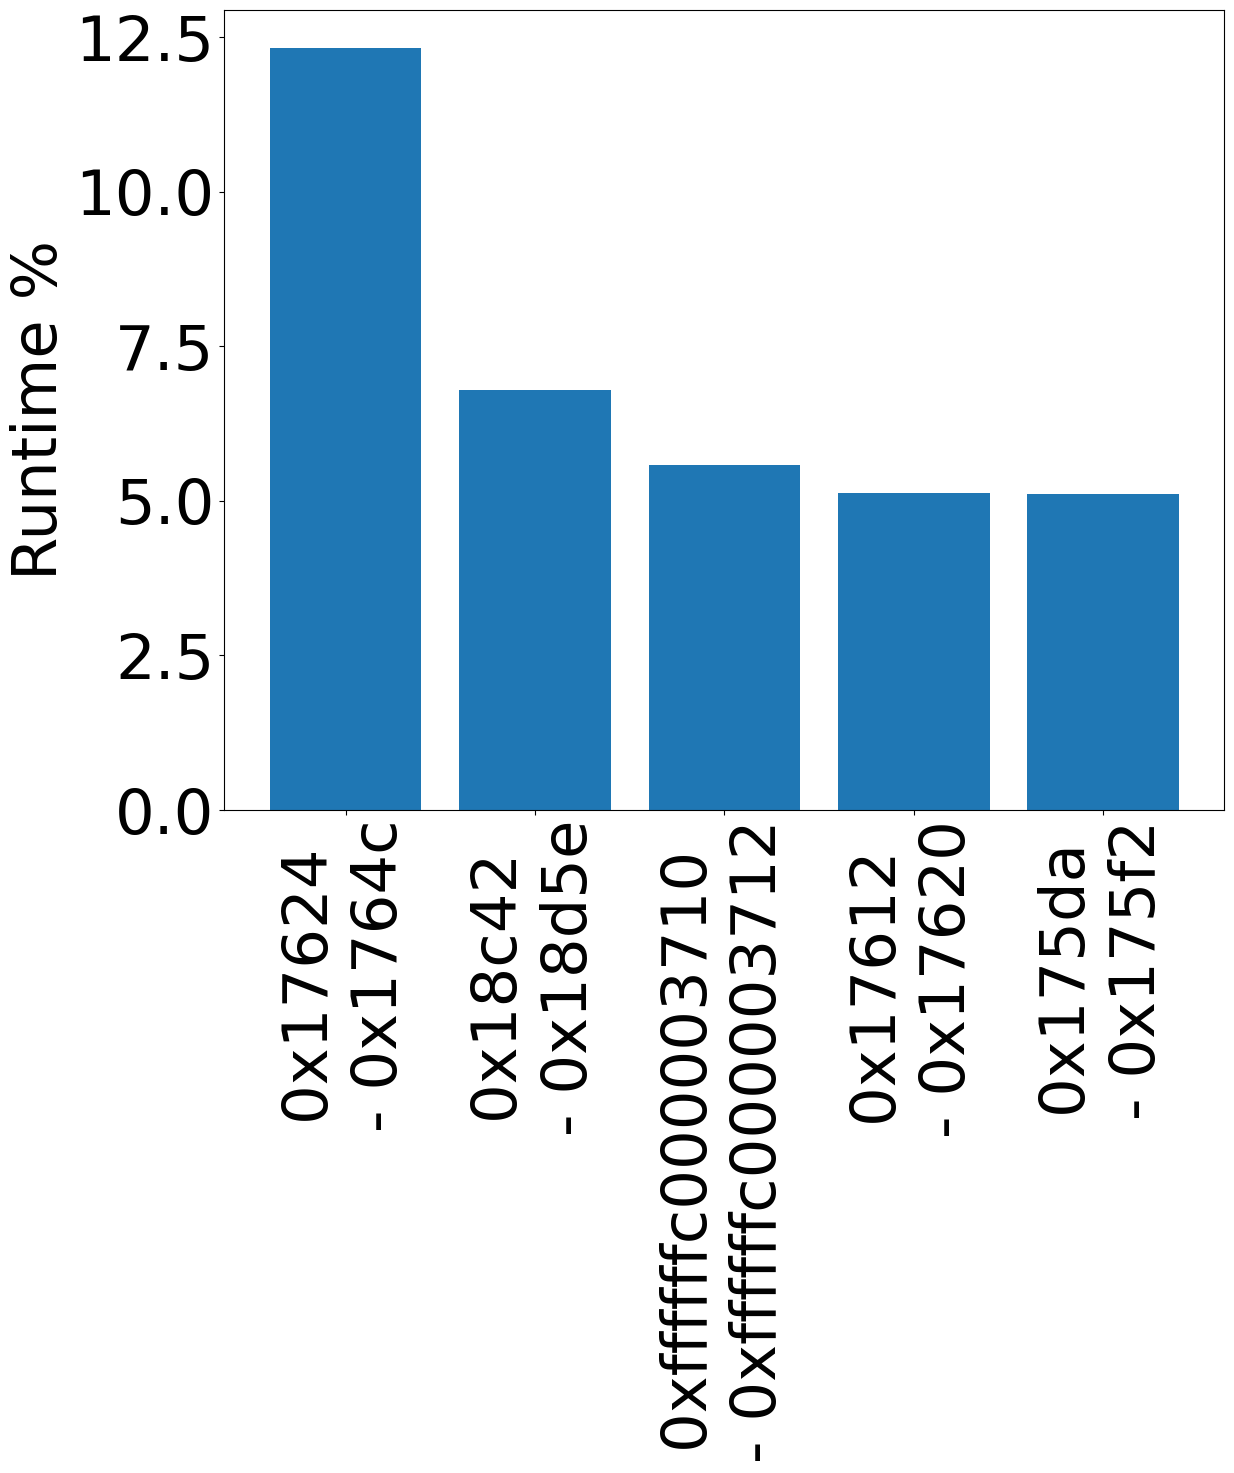 12.5
10.0
7.5
5.0
2.5
0.0
Runtime %
0x17624
- 0x1764c
0x18c42
- 0x18d5e
0xffffffc000003710
- 0xffffffc000003712
0x17612
- 0x17620
0x175da
- 0x175f2